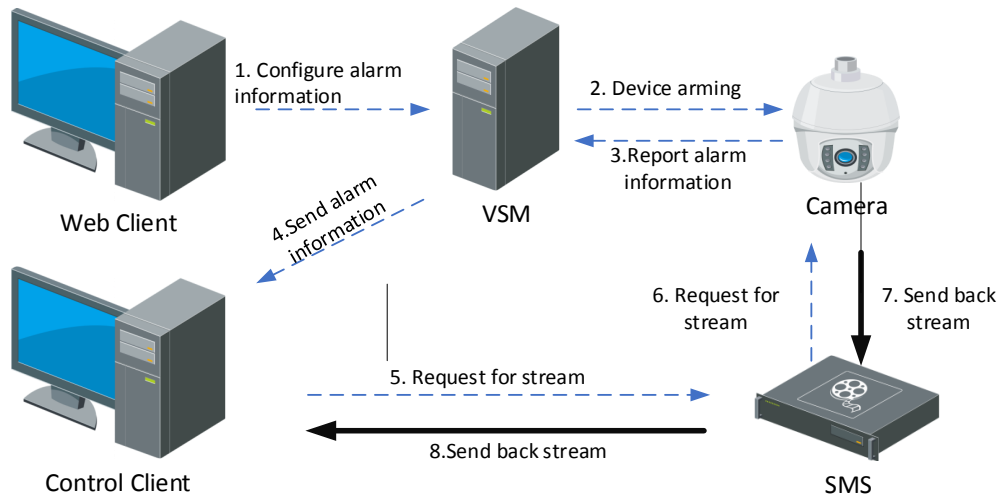 1. Configure alarm
information
2. Device arming
3.Report alarm
information
Web Client
VSM
Camera
4.Send alarm
information
6. Request for
stream
7. Send back
stream
5. Request for stream
8.Send back stream
Control Client
SMS